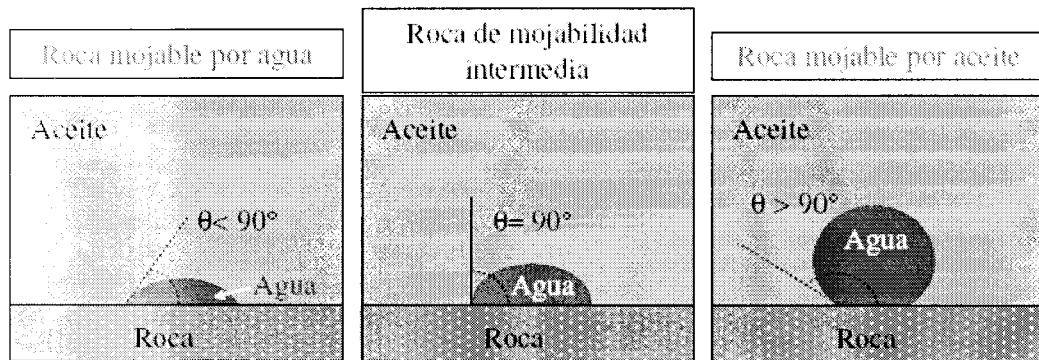 Roca mojable por agua
Roca de mojabilidad
intermedia
Roca mojable por aceite
Aceite
θ< 90°
Agua
Roca
Aceite
θ= 90°
Agua
Roca
Aceite
θ > 90°
Agua
Roca